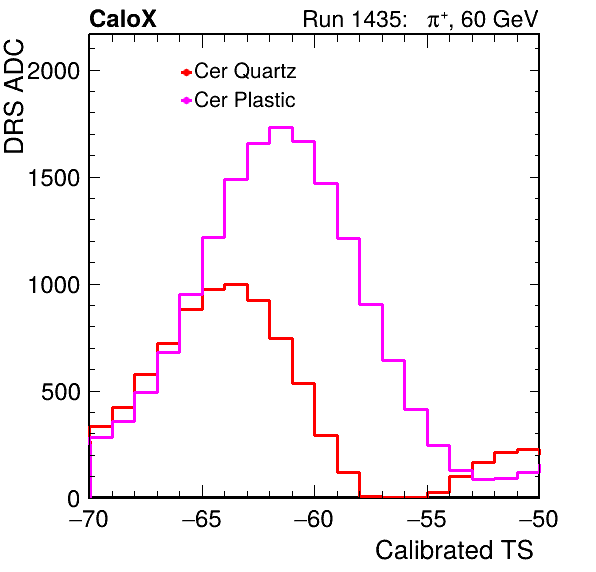 CaloX Run 1435: π⁺, 60 GeV
DRS ADC
Cer Quartz
Cer Plastic
2000
1500
1000
500
0
−70 −65 −60 −55 −50
Calibrated TS